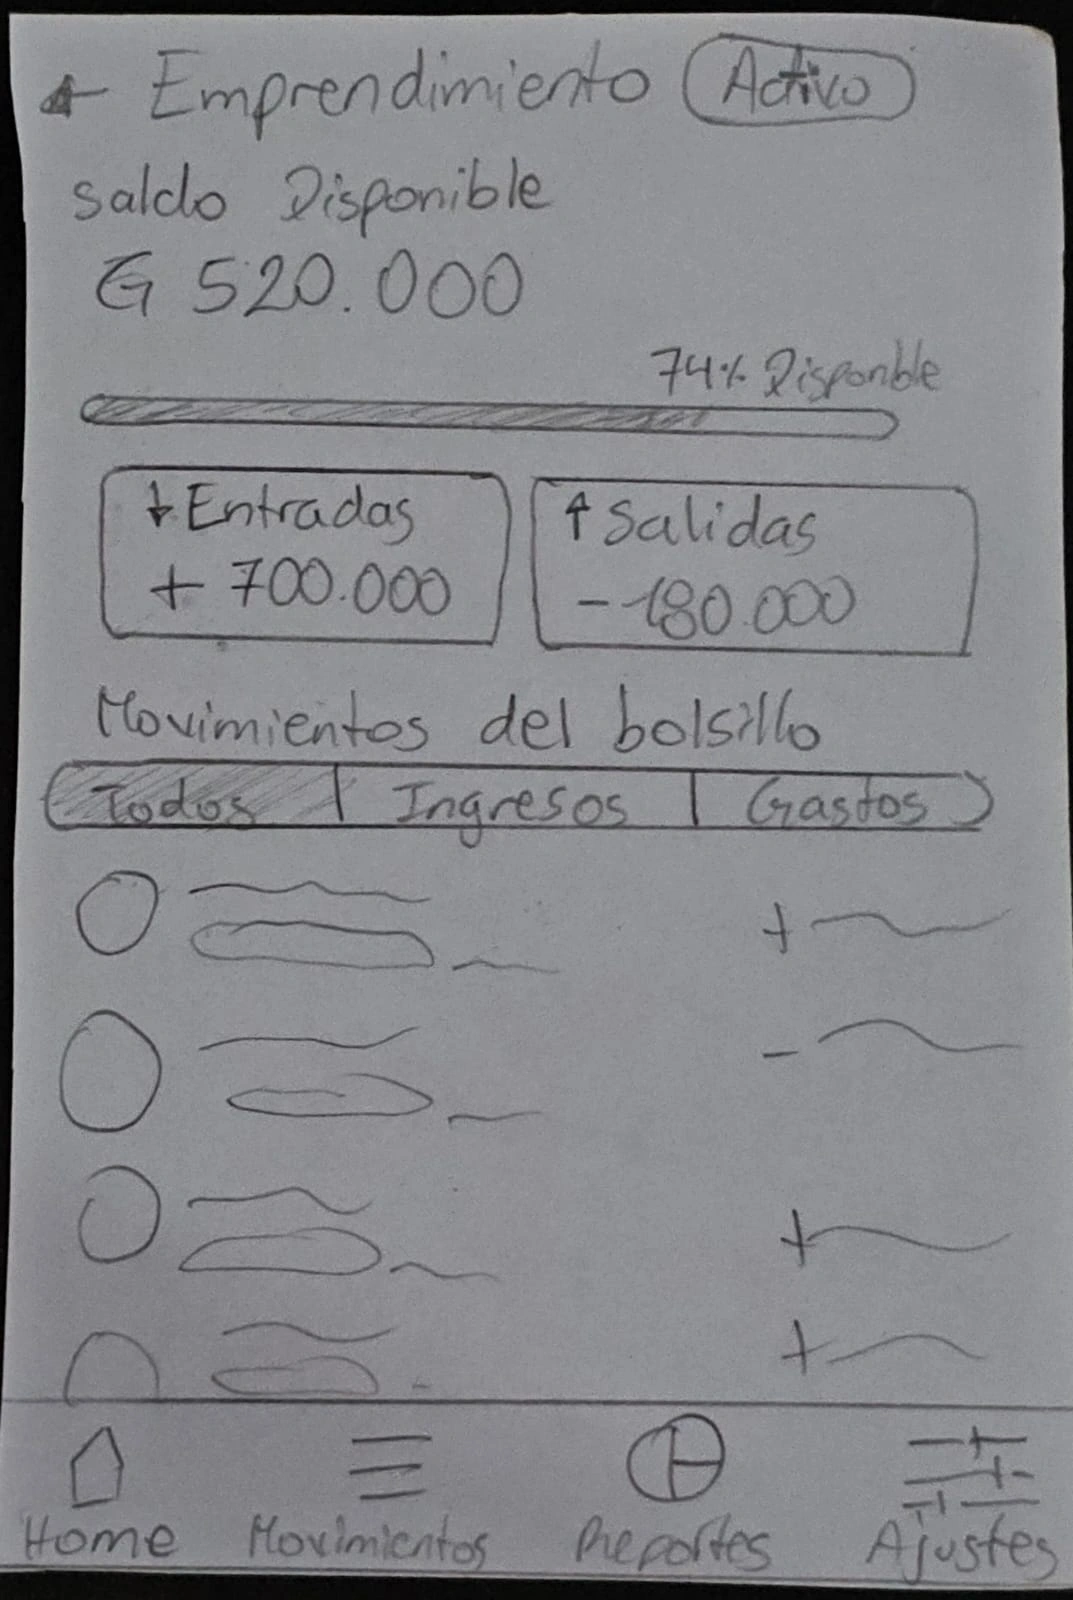 ← Emprendimiento Activo
saldo Disponible
₲ 520.000
74% Disponible
↓ Entradas
+ 700.000
↑ Salidas
- 180.000
Movimientos del bolsillo
Todos | Ingresos | Gastos
Home Movimientos Reportes Ajustes